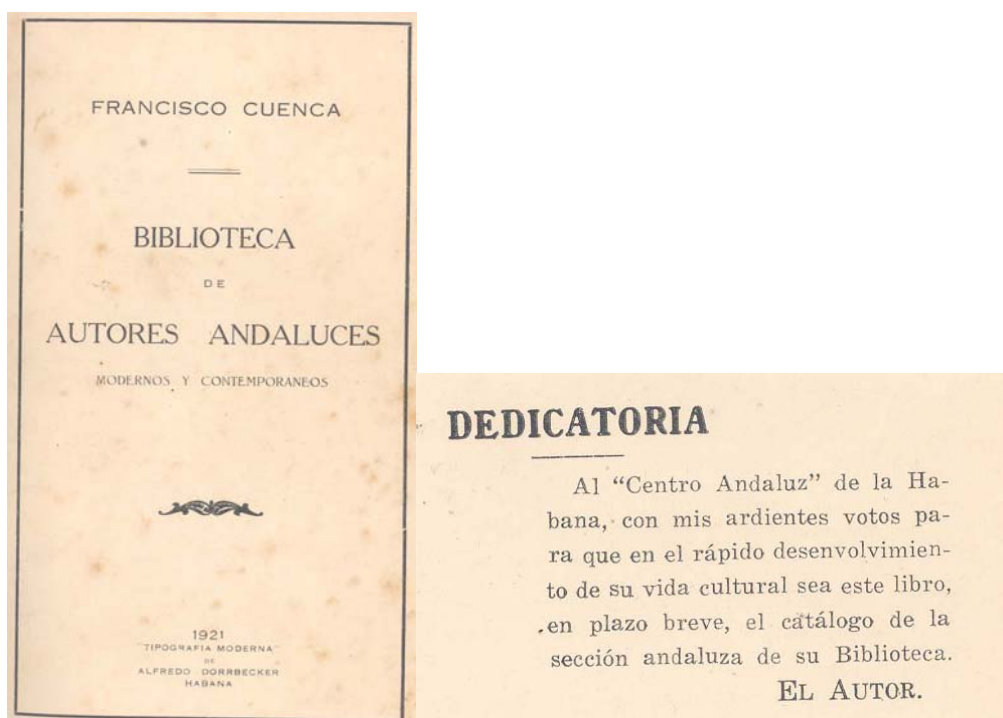 FRANCISCO CUENCA
BIBLIOTECA
DE
AUTORES ANDALUCES
MODERNOS Y CONTEMPORANEOS
1921
TIPOGRAFIA MODERNA
DE
ALFREDO DORRBECKER
HABANA
DEDICATORIA
Al “Centro Andaluz” de la Ha-
bana, con mis ardientes votos pa-
ra que en el rápido desenvolvimien-
to de su vida cultural sea este libro,
en plazo breve, el catálogo de la
sección andaluza de su Biblioteca.
EL AUTOR.